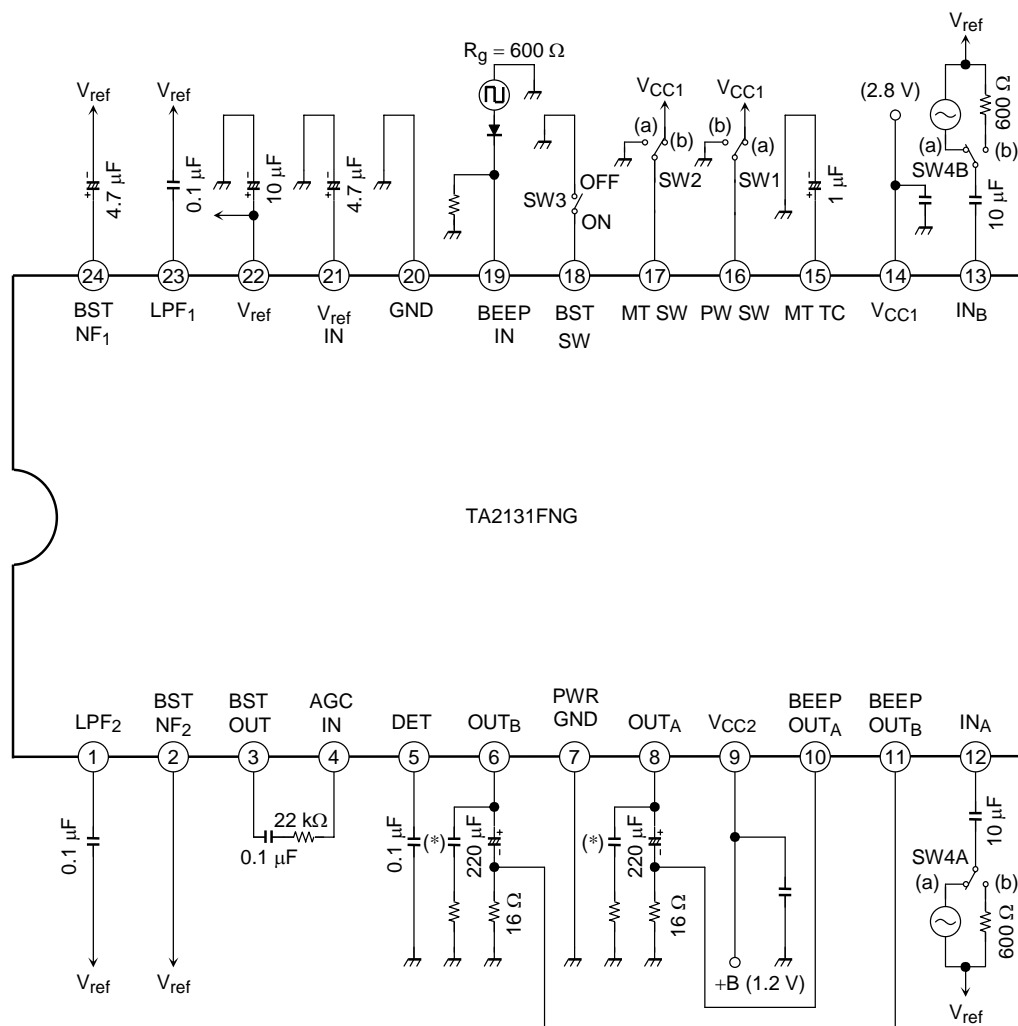 Rg = 600 Ω
Vref
Vref
Vref
VCC1
VCC1
(2.8 V)
600 Ω
(a)
(b)
(b)
(a)
(a)
(b)
SW4B
+ -
4.7 μF
0.1 μF
+ -
10 μF
+ -
4.7 μF
SW3
OFF
ON
SW2
SW1
+ -
1 μF
10 μF
24
23
22
21
20
19
18
17
16
15
14
13
BST NF1
LPF1
Vref
Vref IN
GND
BEEP IN
BST SW
MT SW
PW SW
MT TC
VCC1
INB
TA2131FNG
LPF2
BST NF2
BST OUT
AGC IN
DET
OUTB
PWR GND
OUTA
VCC2
BEEP OUTA
BEEP OUTB
INA
1
2
3
4
5
6
7
8
9
10
11
12
0.1 μF
22 kΩ
0.1 μF
0.1 μF
(*)
220 μF
+
-
16 Ω
(*)
220 μF
+
-
16 Ω
10 μF
SW4A
(a)
(b)
600 Ω
+B (1.2 V)
Vref
Vref
Vref